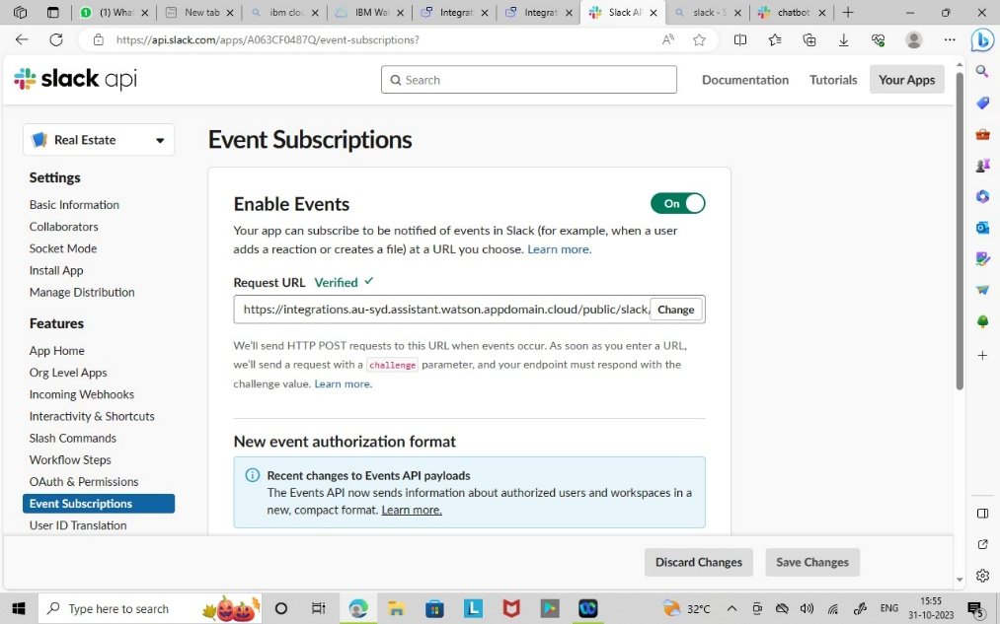 (1) What
New tab
ibm clou
IBM Wat
Integrat
Integrat
Slack AP
slack - S
chatbot
https://api.slack.com/apps/A063CF0487Q/event-subscriptions?
slack api
Search
Documentation
Tutorials
Your Apps
Real Estate
Settings
Basic Information
Collaborators
Socket Mode
Install App
Manage Distribution
Features
App Home
Org Level Apps
Incoming Webhooks
Interactivity & Shortcuts
Slash Commands
Workflow Steps
OAuth & Permissions
Event Subscriptions
User ID Translation
Event Subscriptions
Enable Events
On
Your app can subscribe to be notified of events in Slack (for example, when a user
adds a reaction or creates a file) at a URL you choose. Learn more.
Request URL Verified
https://integrations.au-syd.assistant.watson.appdomain.cloud/public/slack/
Change
We'll send HTTP POST requests to this URL when events occur. As soon as you enter a URL,
we'll send a request with a challenge parameter, and your endpoint must respond with the
challenge value. Learn more.
New event authorization format
Recent changes to Events API payloads
The Events API now sends information about authorized users and workspaces in a
new, compact format. Learn more.
Discard Changes
Save Changes
Type here to search
32°C
ENG
15:55
31-10-2023
5